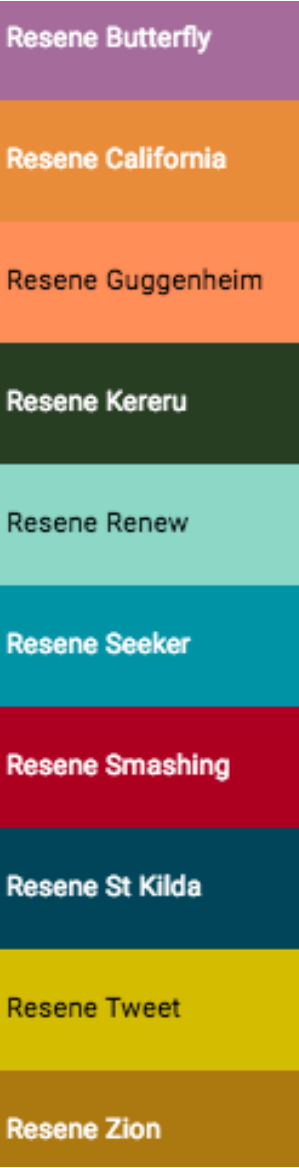 Resene Butterfly
Resene California
Resene Guggenheim
Resene Kereru
Resene Renew
Resene Seeker
Resene Smashing
Resene St Kilda
Resene Tweet
Resene Zion